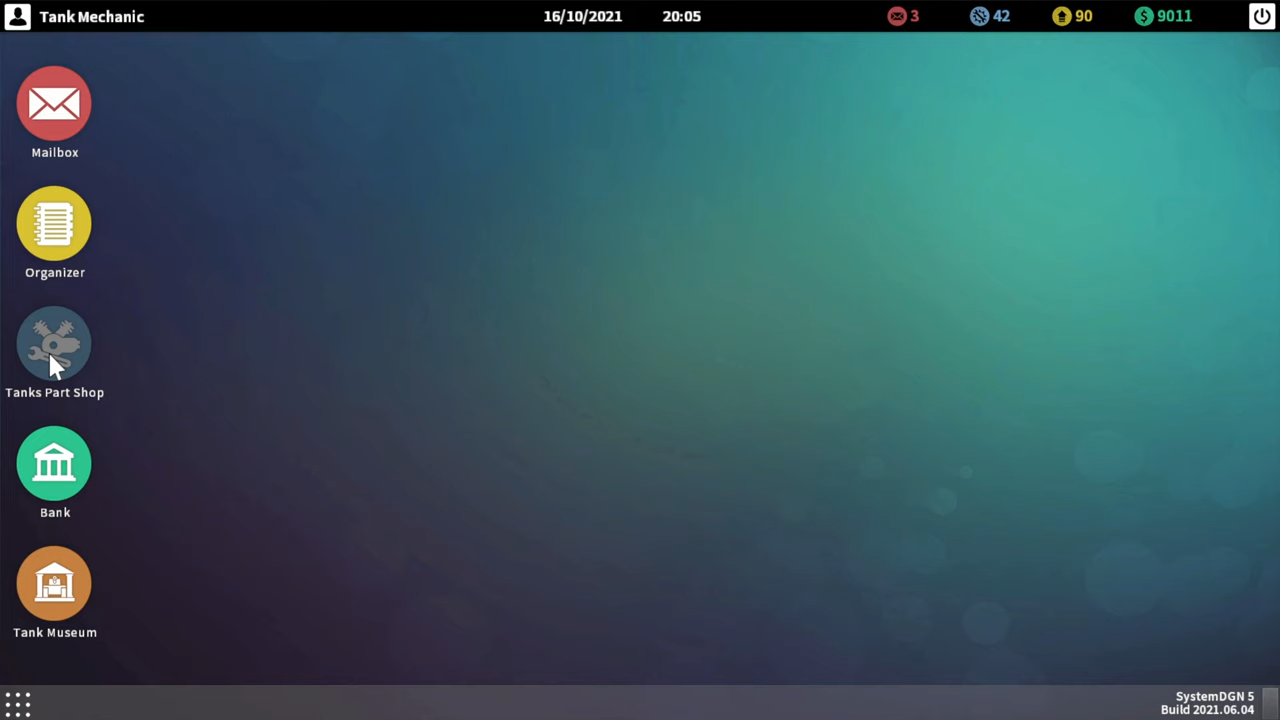 Tank Mechanic 16/10/2021 20:05 3 42 90 9011
Mailbox
Organizer
Tanks Part Shop
Bank
Tank Museum
SystemDGN 5
Build 2021.06.04